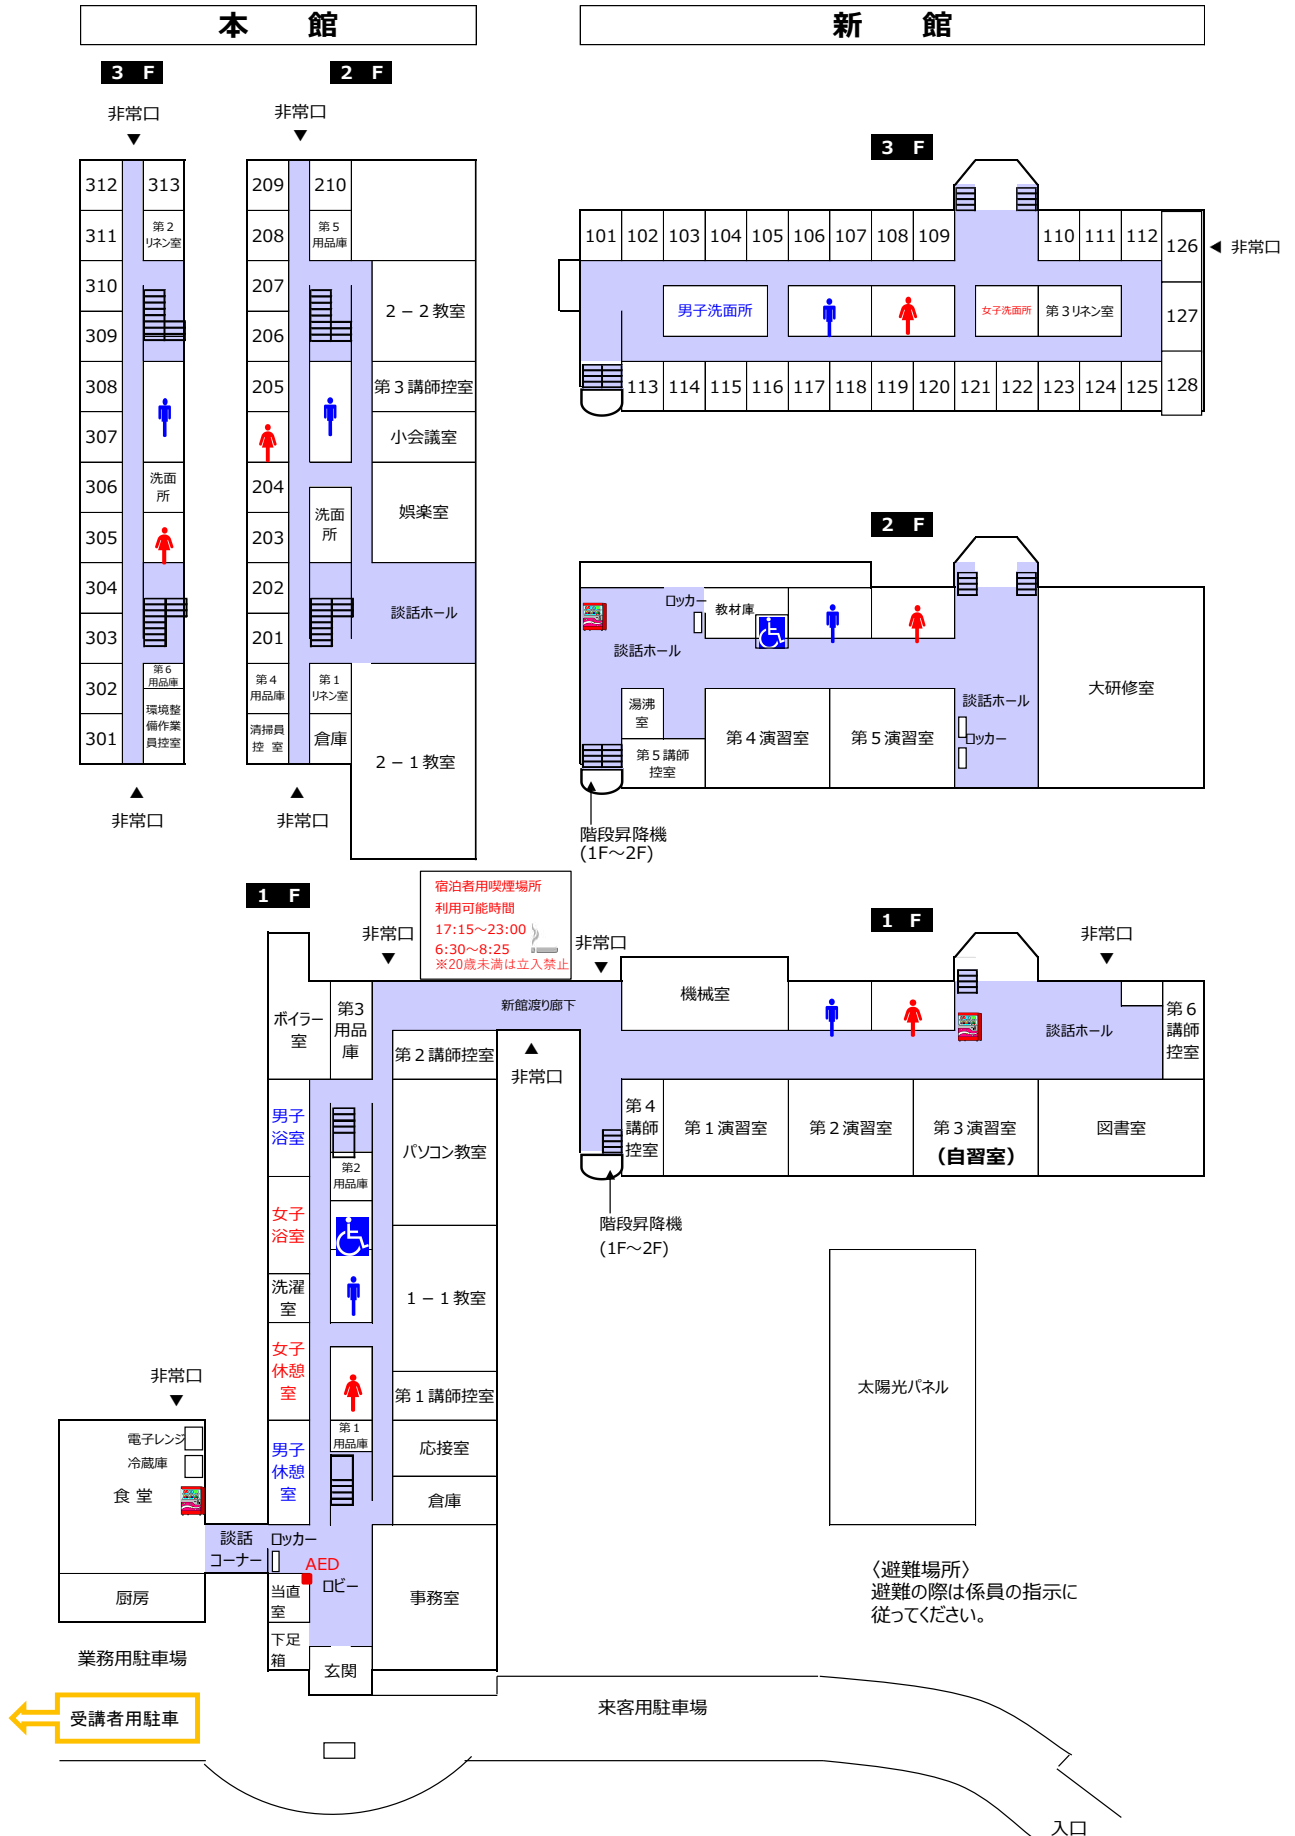 本　館
新　館
3 F
2 F
非常口
非常口
312
313
311
第２
リネン室
310
309
308
307
306
洗面
所
305
304
303
302
第６
用品庫
301
環境整
備作業
員控室
非常口
209
210
208
第５
用品庫
207
206
２－２教室
205
第３講師控室
小会議室
204
娯楽室
203
洗面
所
202
談話ホール
201
第４
用品庫
第１
リネン室
清掃員
控 室
倉庫
２－１教室
非常口
3 F
101
102
103
104
105
106
107
108
109
110
111
112
126
非常口
男子洗面所
女子洗面所
第３リネン室
127
113
114
115
116
117
118
119
120
121
122
123
124
125
128
2 F
ロッカー
教材庫
談話ホール
湯沸
室
第５講師
控室
第４演習室
第５演習室
談話ホール
ロッカー
大研修室
階段昇降機
(1F～2F)
1 F
宿泊者用喫煙場所
利用可能時間
17:15～23:00
6:30～8:25
※20歳未満は立入禁止
非常口
非常口
ボイラー
室
第3
用品
庫
新館渡り廊下
第２講師控室
非常口
男子
浴室
パソコン教室
第2
用品庫
女子
浴室
洗濯
室
１－１教室
女子
休憩
室
第１講師控室
第１
用品庫
応接室
男子
休憩
室
倉庫
非常口
電子レンジ
冷蔵庫
食 堂
談話
コーナー
ロッカー
AED
ロビー
厨房
当直
室
事務室
下足
箱
玄関
1 F
非常口
機械室
談話ホール
第６
講師
控室
第４
講師
控室
第１演習室
第２演習室
第３演習室
（自習室）
図書室
階段昇降機
(1F～2F)
太陽光パネル
〈避難場所〉
避難の際は係員の指示に
従ってください。
業務用駐車場
受講者用駐車
来客用駐車場
入口